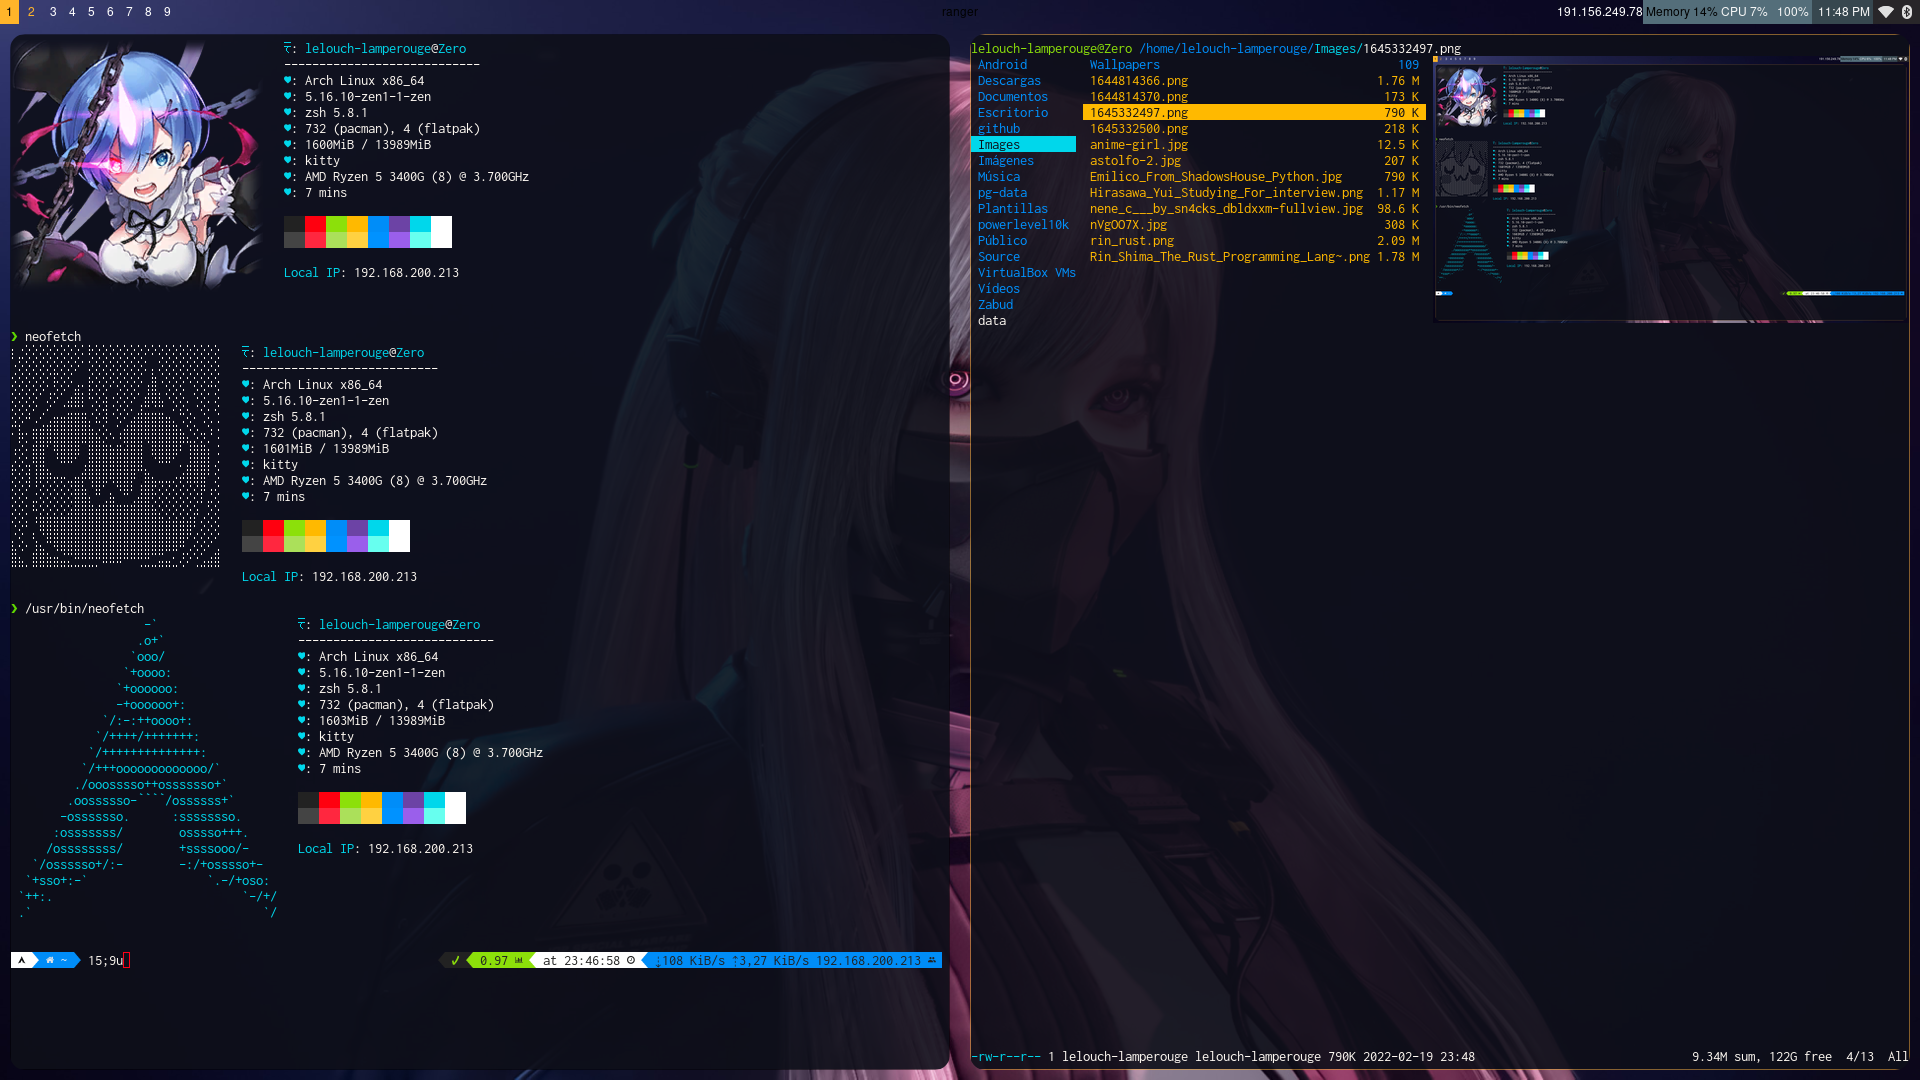 1 2 3 4 5 6 7 8 9 ranger 191.156.249.78 Memory 14% CPU 7% 100% 11:48 PM
lelouch-lamperouge@Zero
---------------------------
Arch Linux x86_64
5.16.10-zen1-1-zen
zsh 5.8.1
732 (pacman), 4 (flatpak)
1600MiB / 13989MiB
kitty
AMD Ryzen 5 3400G (8) @ 3.700GHz
7 mins
Local IP: 192.168.200.213
❯ neofetch
lelouch-lamperouge@Zero
---------------------------
Arch Linux x86_64
5.16.10-zen1-1-zen
zsh 5.8.1
732 (pacman), 4 (flatpak)
1601MiB / 13989MiB
kitty
AMD Ryzen 5 3400G (8) @ 3.700GHz
7 mins
Local IP: 192.168.200.213
❯ /usr/bin/neofetch
lelouch-lamperouge@Zero
---------------------------
Arch Linux x86_64
5.16.10-zen1-1-zen
zsh 5.8.1
732 (pacman), 4 (flatpak)
1603MiB / 13989MiB
kitty
AMD Ryzen 5 3400G (8) @ 3.700GHz
7 mins
Local IP: 192.168.200.213
~ 15;9u ✓ 0.97 at 23:46:58 ↓108 KiB/s ↑3,27 KiB/s 192.168.200.213
lelouch-lamperouge@Zero /home/lelouch-lamperouge/Images/1645332497.png
Android
Descargas
Documentos
Escritorio
github
Images
Imágenes
Música
pg-data
Plantillas
powerlevel10k
Público
Source
VirtualBox VMs
Vídeos
Zabud
data
Wallpapers 109
1644814366.png 1.76 M
1644814370.png 173 K
1645332497.png 790 K
1645332500.png 218 K
anime-girl.jpg 12.5 K
astolfo-2.jpg 207 K
Emilico_From_ShadowsHouse_Python.jpg 790 K
Hirasawa_Yui_Studying_For_interview.png 1.17 M
nene_c___by_sn4cks_dbldxxm-fullview.jpg 98.6 K
nVgOO7X.jpg 308 K
rin_rust.png 2.09 M
Rin_Shima_The_Rust_Programming_Lang~.png 1.78 M
-rw-r--r-- 1 lelouch-lamperouge lelouch-lamperouge 790K 2022-02-19 23:48 9.34M sum, 122G free 4/13 All